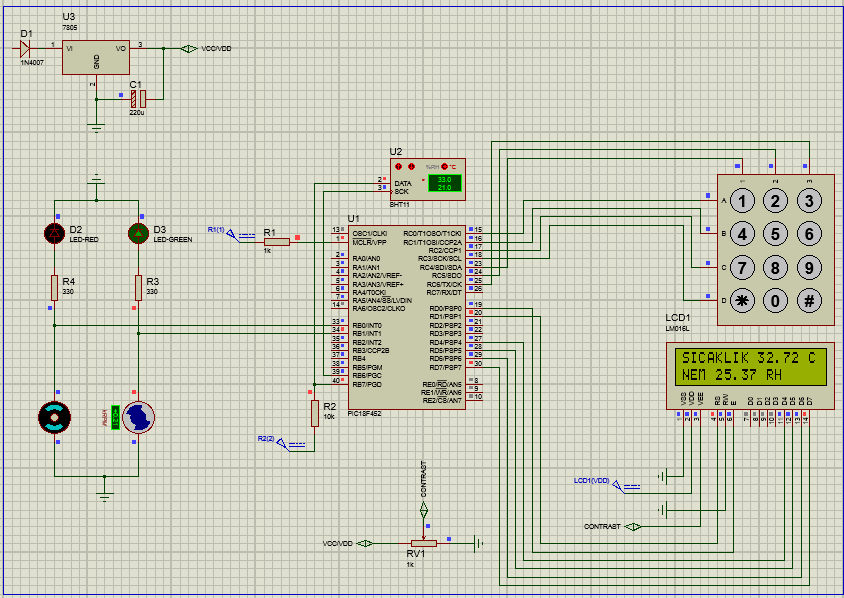 U3
7805
D1
1N4007
1
VI
VO
3
GND
2
VCC/VDD
C1
220u
U2
%RH
°C
33.0
21.0
2
DATA
3
SCK
SHT11
D2
LED-RED
D3
LED-GREEN
R4
330
R3
330
R1(1)
R1
1k
U1
13
OSC1/CLKI
1
MCLR/VPP
2
RA0/AN0
3
RA1/AN1
4
RA2/AN2/VREF-
5
RA3/AN3/VREF+
6
RA4/T0CKI
7
RA5/AN4/SS/LVDIN
14
RA6/OSC2/CLKO
33
RB0/INT0
34
RB1/INT1
35
RB2/INT2
36
RB3/CCP2B
37
RB4
38
RB5/PGM
39
RB6/PGC
40
RB7/PGD
RC0/T1OSO/T1CKI
15
RC1/T1OSI/CCP2A
16
RC2/CCP1
17
RC3/SCK/SCL
18
RC4/SDI/SDA
23
RC5/SDO
24
RC6/TX/CK
25
RC7/RX/DT
26
RD0/PSP0
19
RD1/PSP1
20
RD2/PSP2
21
RD3/PSP3
22
RD4/PSP4
27
RD5/PSP5
28
RD6/PSP6
29
RD7/PSP7
30
RE0/RD/AN5
8
RE1/WR/AN6
9
RE2/CS/AN7
10
PIC18F452
R2
10k
R2(2)
1 2 3
A
1 2 3
B
4 5 6
C
7 8 9
D
* 0 #
LCD1
LM016L
SICAKLIK 32.72 C
NEM 25.37 RH
VSS VDD VEE RS RW E D0 D1 D2 D3 D4 D5 D6 D7
1 2 3 4 5 6 7 8 9 10 11 12 13 14
LCD1(VDD)
CONTRAST
CONTRAST
VCC/VDD
RV1
1k